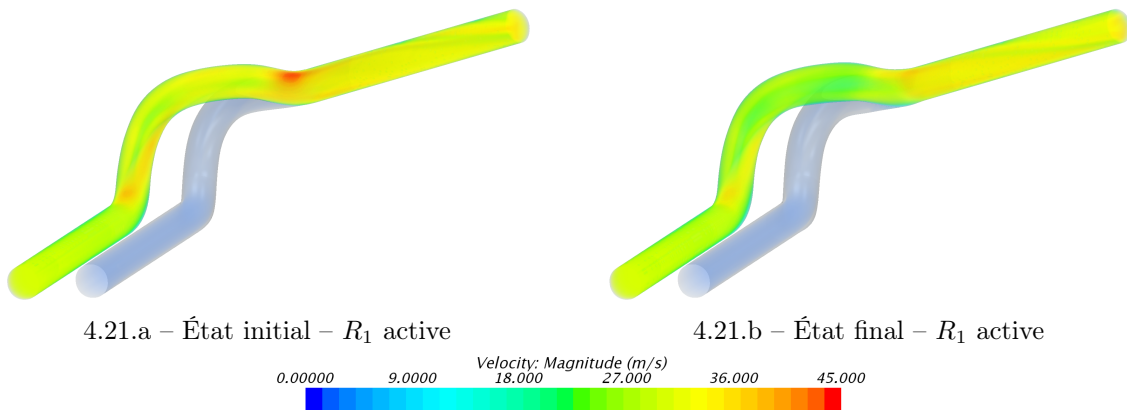 4.21.a – État initial – R₁ active
4.21.b – État final – R₁ active
Velocity: Magnitude (m/s)
0.00000 9.0000 18.000 27.000 36.000 45.000